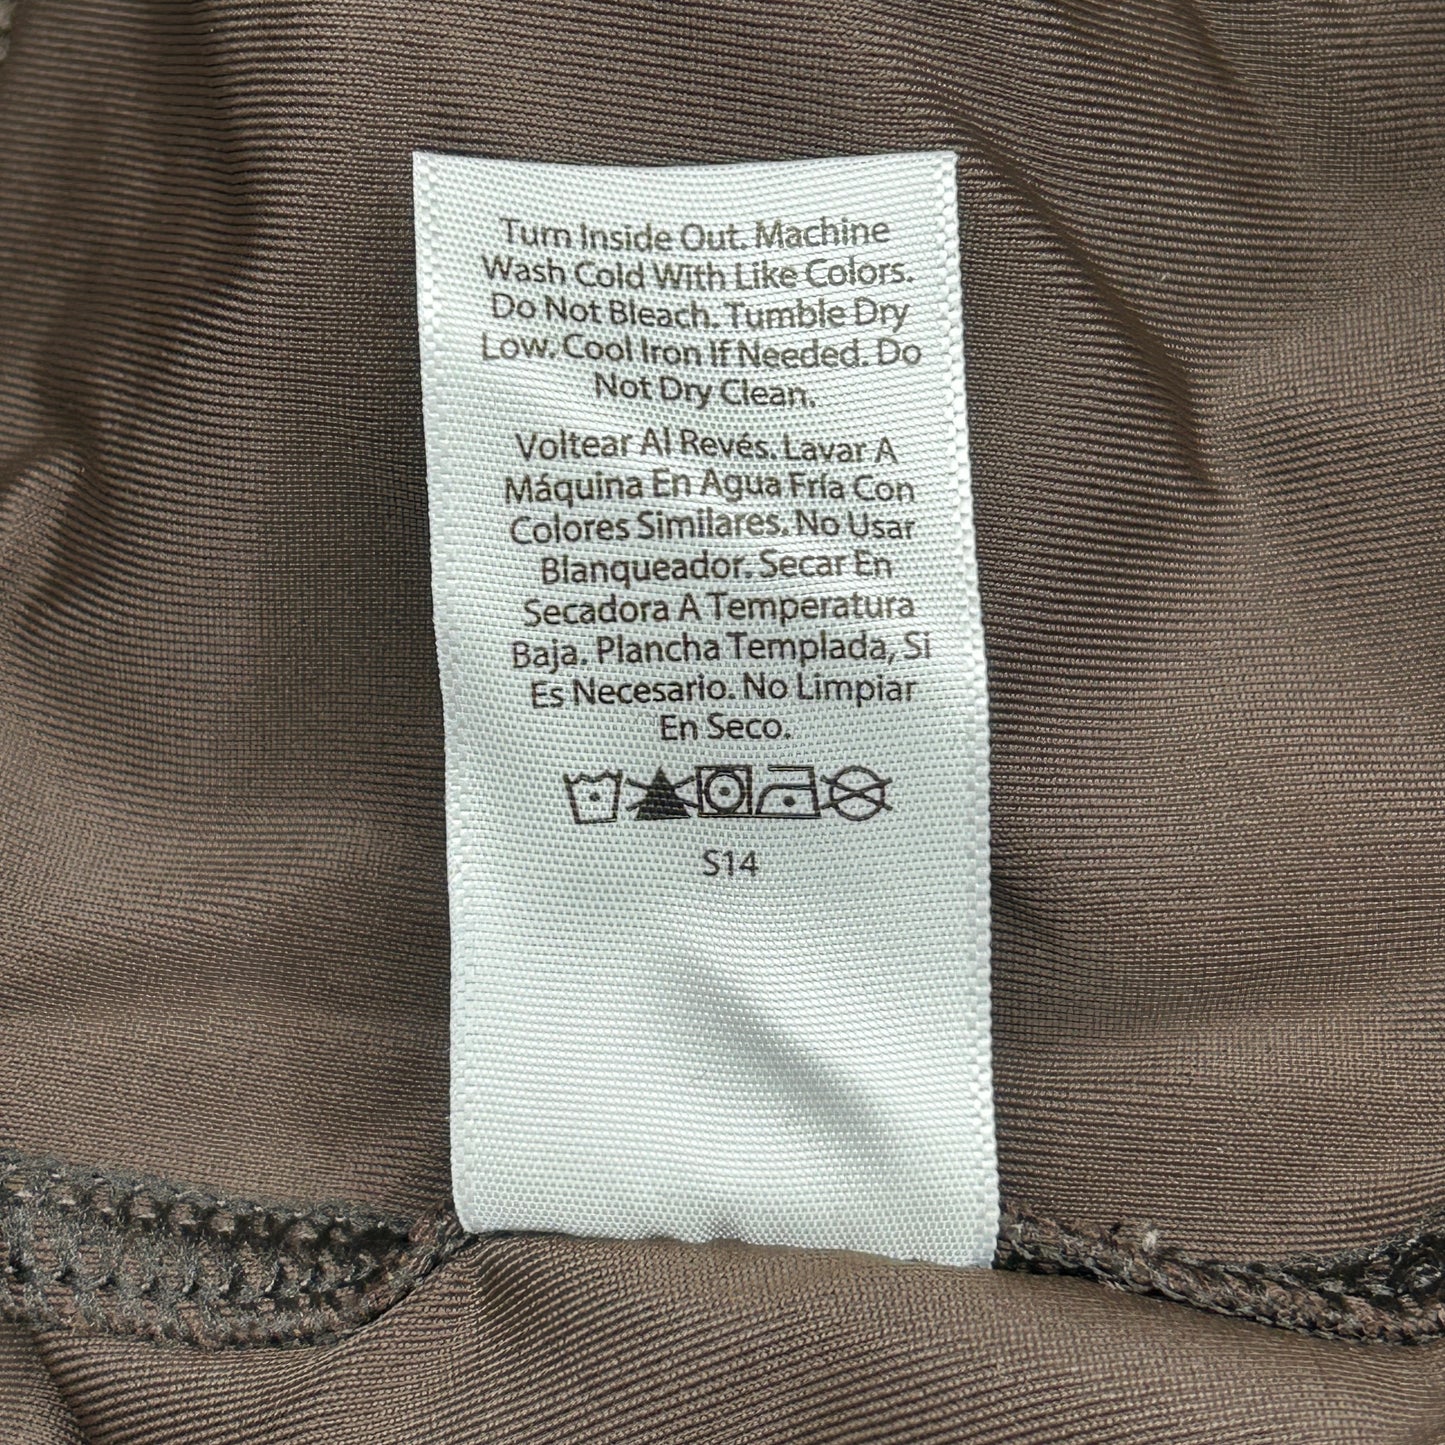 Turn Inside Out. Machine
Wash Cold With Like Colors.
Do Not Bleach. Tumble Dry
Low. Cool Iron If Needed. Do
Not Dry Clean.
Voltear Al Revés. Lavar A
Máquina En Agua Fría Con
Colores Similares. No Usar
Blanqueador. Secar En
Secadora A Temperatura
Baja. Plancha Templada, Si
Es Necesario. No Limpiar
En Seco.
S14